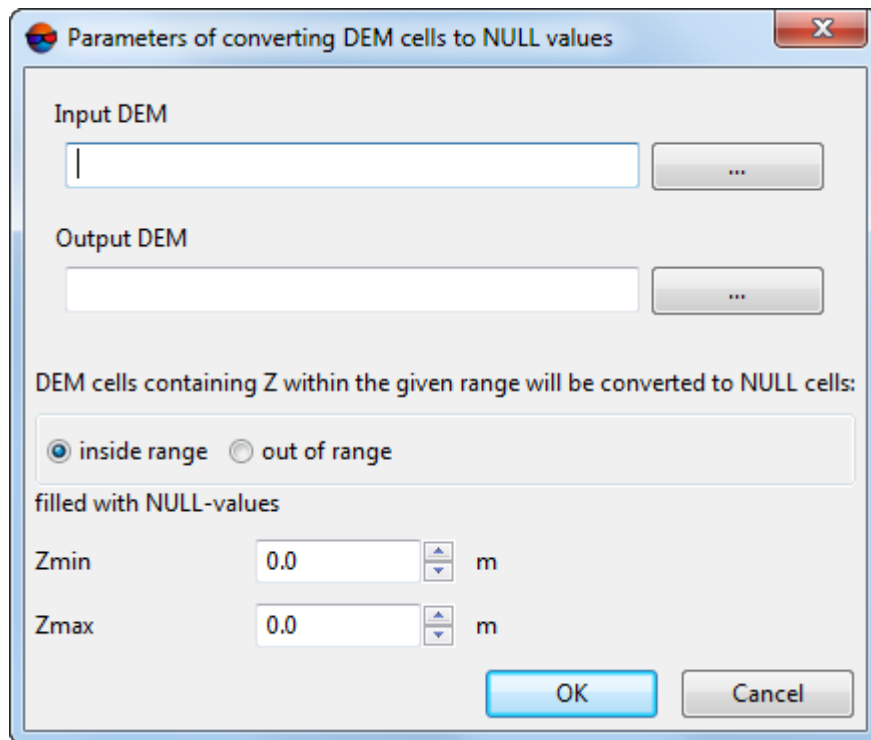 Parameters of converting DEM cells to NULL values
Input DEM
...
Output DEM
...
DEM cells containing Z within the given range will be converted to NULL cells:
inside range out of range
filled with NULL-values
Zmin 0.0 m
Zmax 0.0 m
OK Cancel